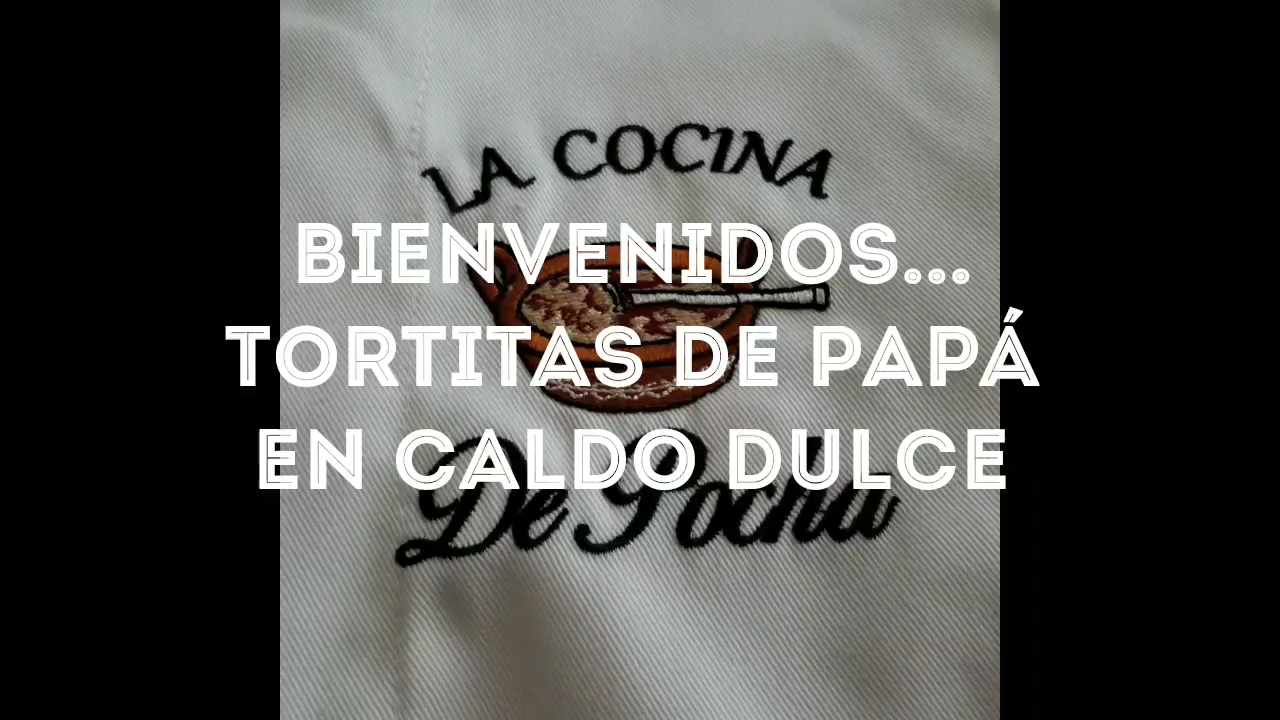 LA COCINA
BIENVENIDOS...
TORTITAS DE PAPÁ
EN CALDO DULCE
De Pocha